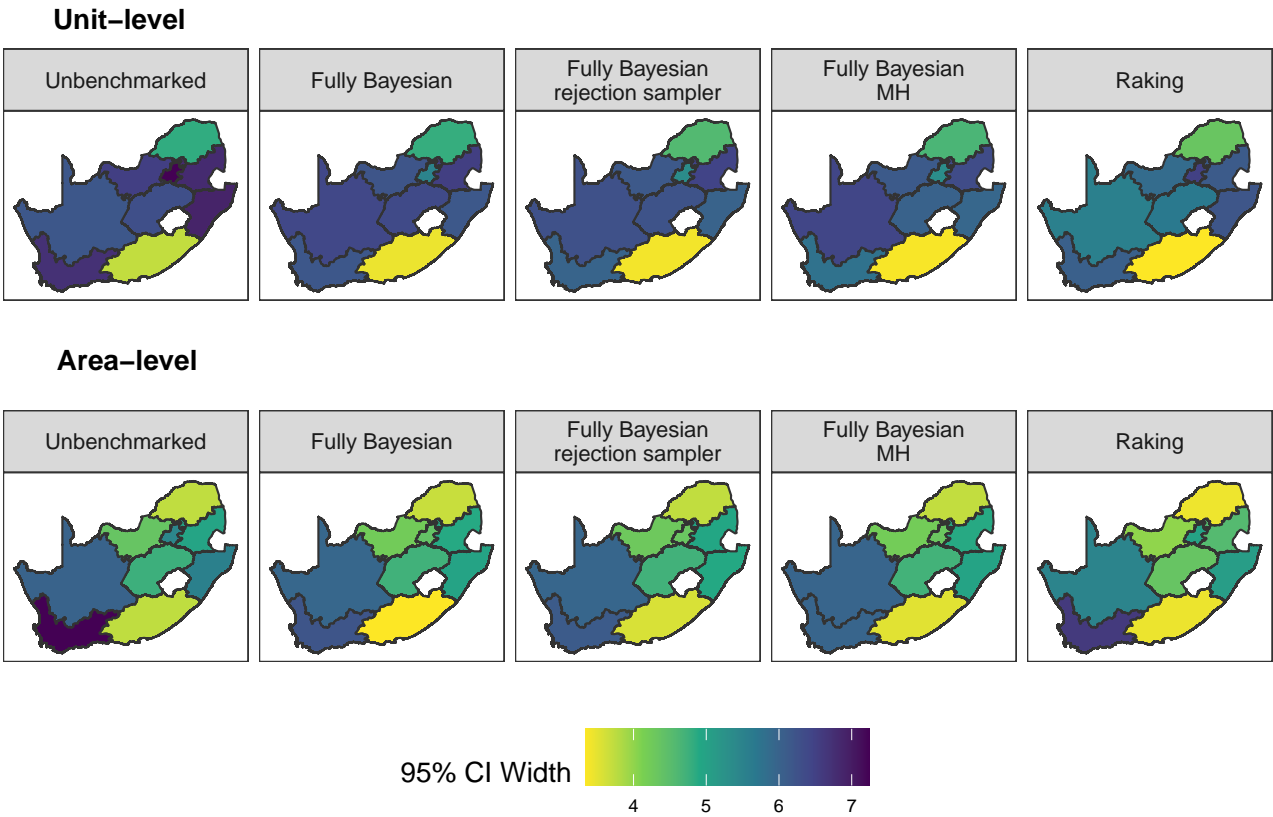 Unit−level
Unbenchmarked
Fully Bayesian
Fully Bayesian
rejection sampler
Fully Bayesian
MH
Raking
Area−level
Unbenchmarked
Fully Bayesian
Fully Bayesian
rejection sampler
Fully Bayesian
MH
Raking
95% CI Width
4 5 6 7